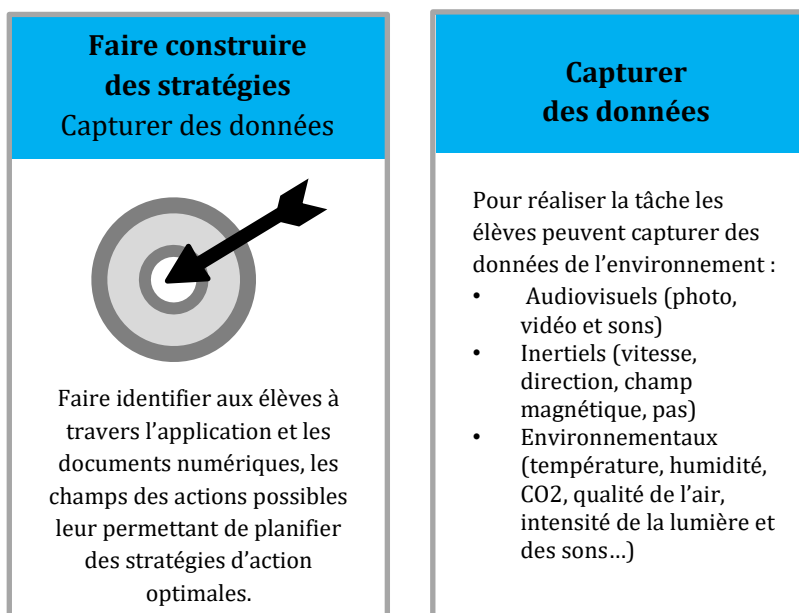 Faire construire
des stratégies
Capturer des données
Faire identifier aux élèves à
travers l’application et les
documents numériques, les
champs des actions possibles
leur permettant de planifier
des stratégies d’action
optimales.
Capturer
des données
Pour réaliser la tâche les
élèves peuvent capturer des
données de l’environnement :
• Audiovisuels (photo,
vidéo et sons)
• Inertiels (vitesse,
direction, champ
magnétique, pas)
• Environnementaux
(température, humidité,
CO2, qualité de l’air,
intensité de la lumière et
des sons…)